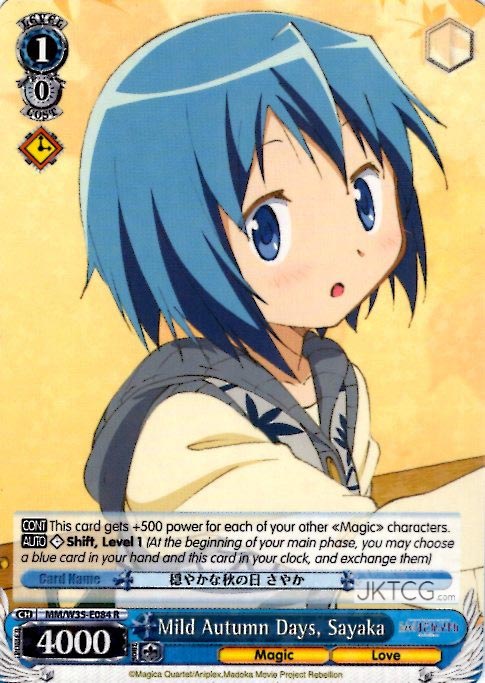 LEVEL
1
0
COST
CONT This card gets +500 power for each of your other «Magic» characters.
AUTO Shift, Level 1 (At the beginning of your main phase, you may choose
a blue card in your hand and this card in your clock, and exchange them)
Card Name 穏やかな秋の日 さやか
JKTCG.com
CH MM/W35-E084 R
4000 Mild Autumn Days, Sayaka
Magic Love
©Magica Quartet/Aniplex,Madoka Movie Project Rebellion